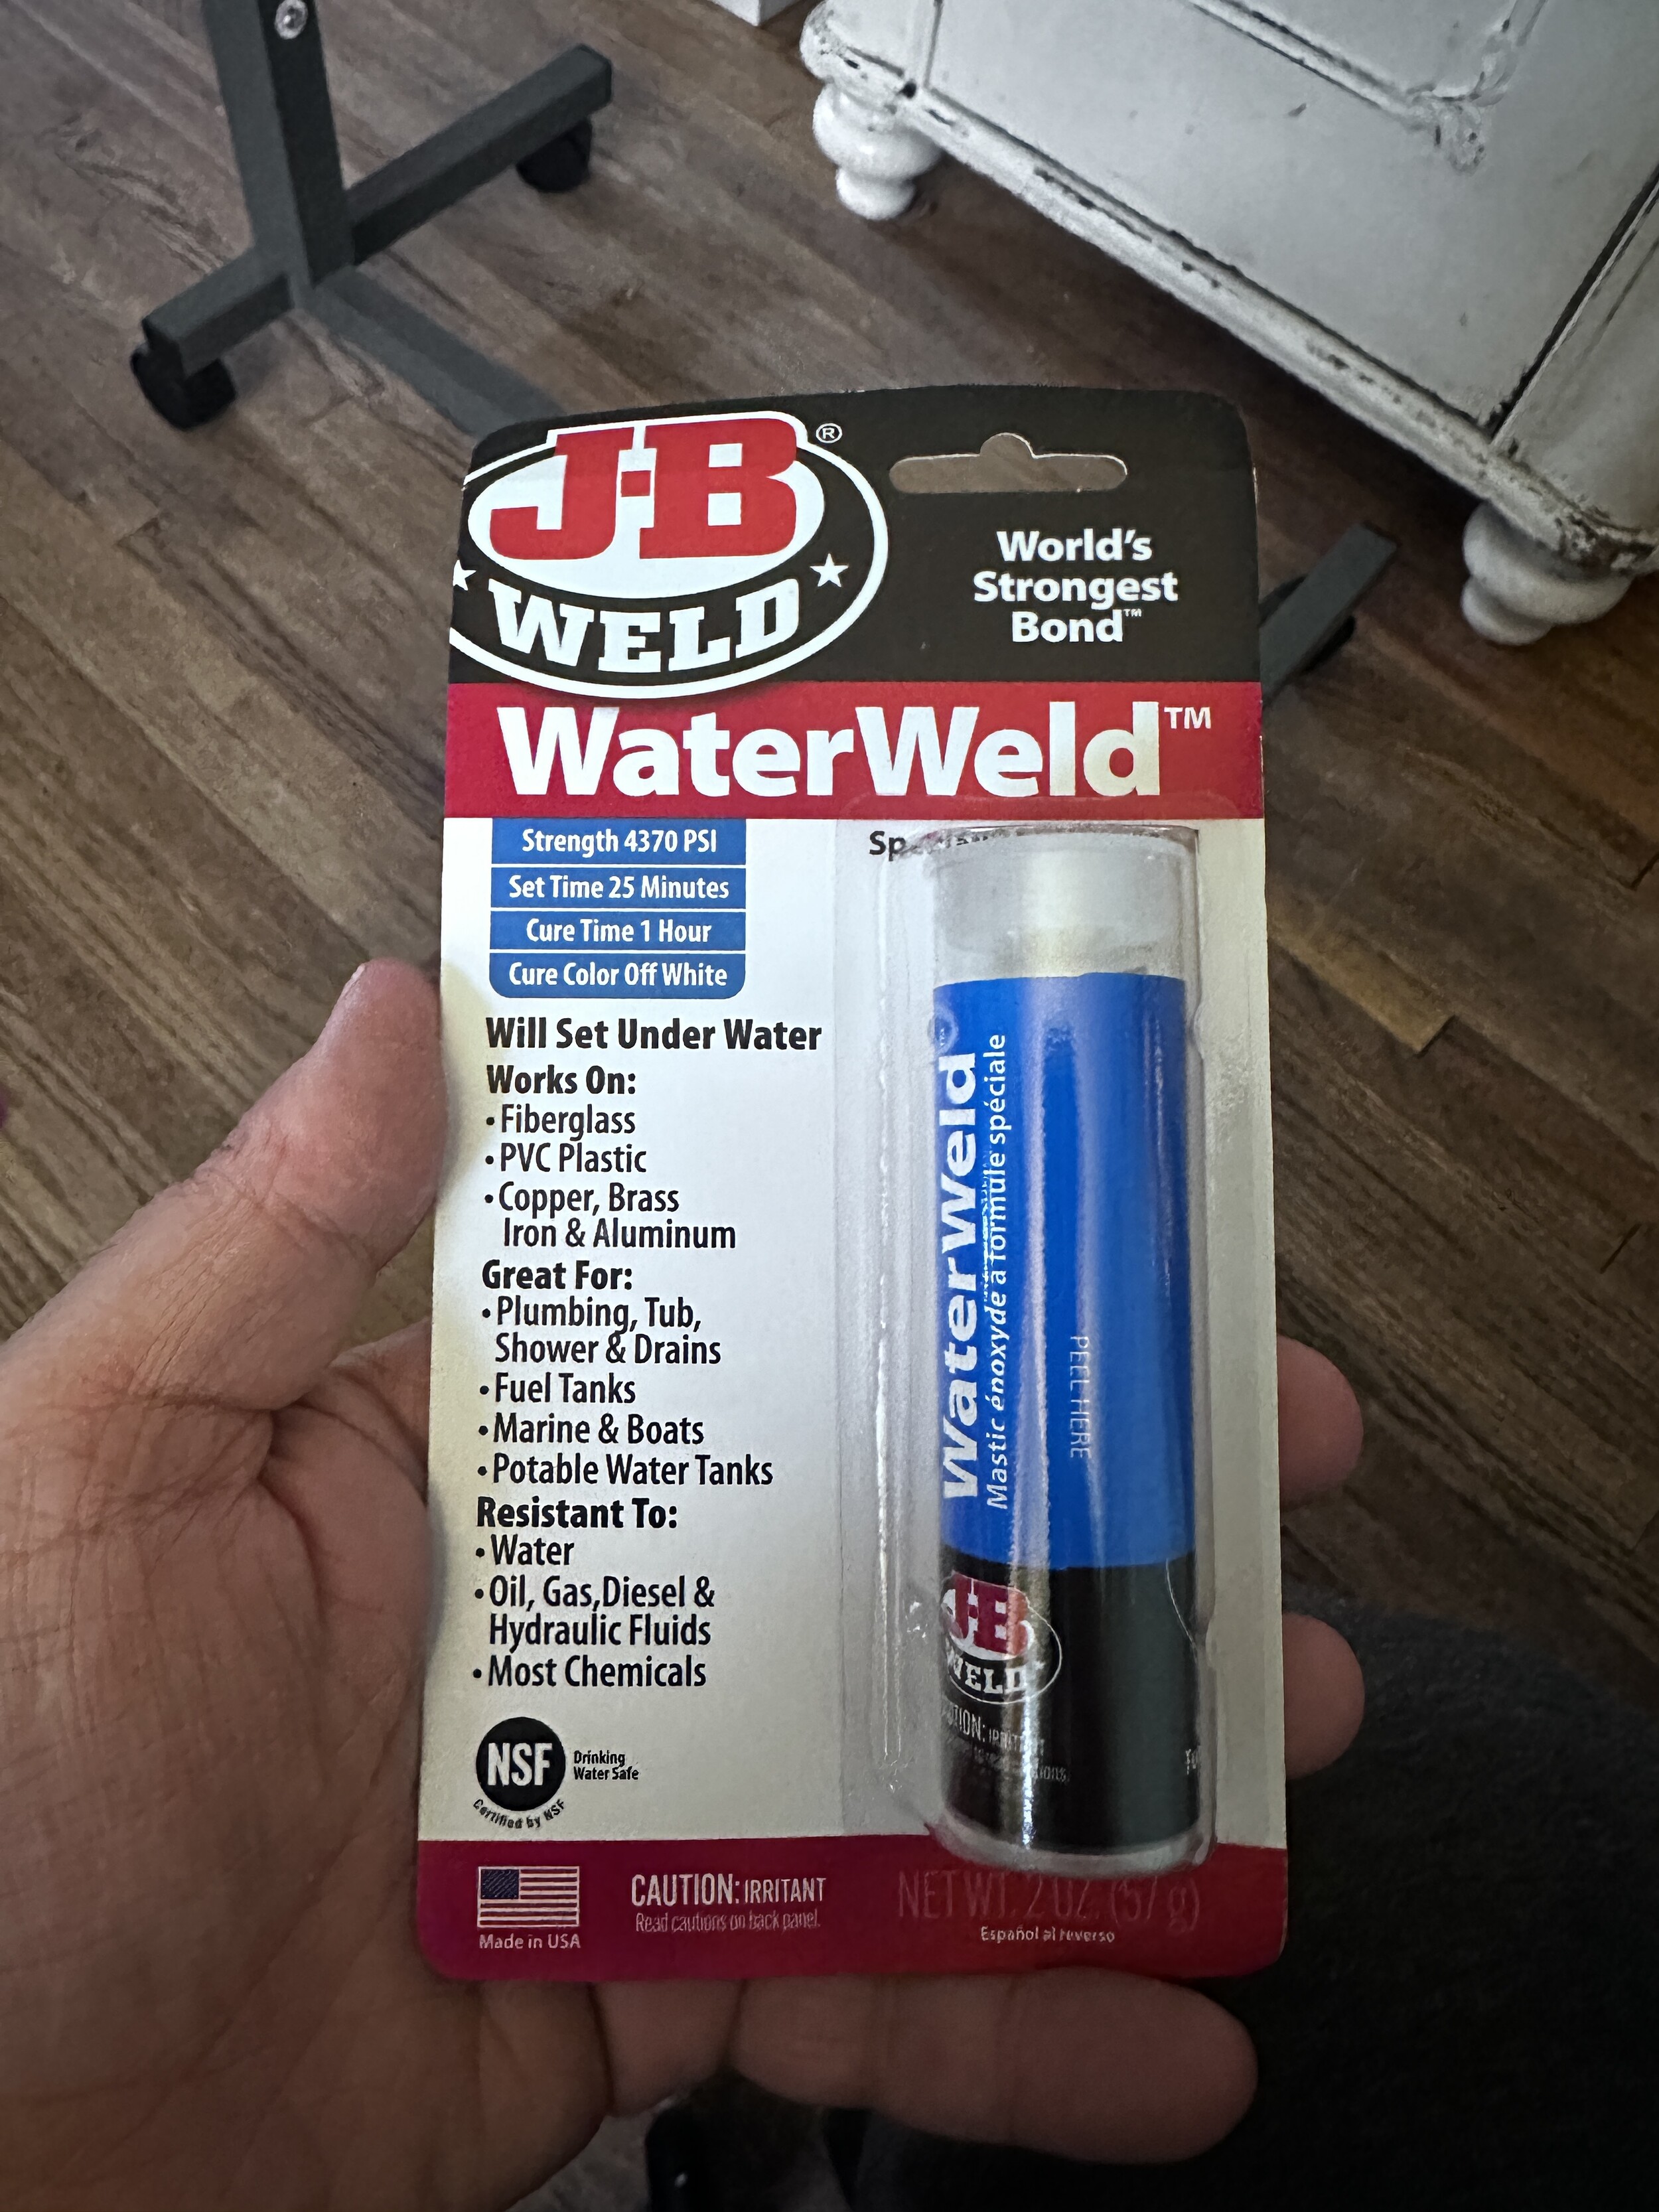 J-B®
WELD
World's
Strongest
Bond™
WaterWeld™
Strength 4370 PSI
Set Time 25 Minutes
Cure Time 1 Hour
Cure Color Off White
Will Set Under Water
Works On:
• Fiberglass
• PVC Plastic
• Copper, Brass
Iron & Aluminum
Great For:
• Plumbing, Tub,
Shower & Drains
• Fuel Tanks
• Marine & Boats
• Potable Water Tanks
Resistant To:
• Water
• Oil, Gas,Diesel &
Hydraulic Fluids
• Most Chemicals
NSF
Certified by NSF
Drinking
Water Safe
Made in USA
CAUTION: IRRITANT
Read cautions on back panel.
NET WT. 2 OZ. (57 g)
Español al reverso
WaterWeld
Mastic époxyde à formule spéciale
PEEL HERE
J-B
WELD
IRRITANT